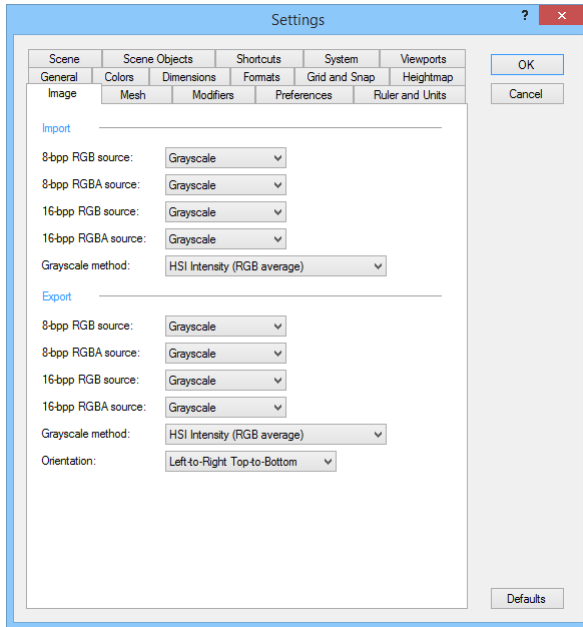 Settings
?
×
Scene Scene Objects Shortcuts System Viewports
General Colors Dimensions Formats Grid and Snap Heightmap
Image Mesh Modifiers Preferences Ruler and Units
OK
Cancel
Import
8-bpp RGB source: Grayscale
8-bpp RGBA source: Grayscale
16-bpp RGB source: Grayscale
16-bpp RGBA source: Grayscale
Grayscale method: HSI Intensity (RGB average)
Export
8-bpp RGB source: Grayscale
8-bpp RGBA source: Grayscale
16-bpp RGB source: Grayscale
16-bpp RGBA source: Grayscale
Grayscale method: HSI Intensity (RGB average)
Orientation: Left-to-Right Top-to-Bottom
Defaults